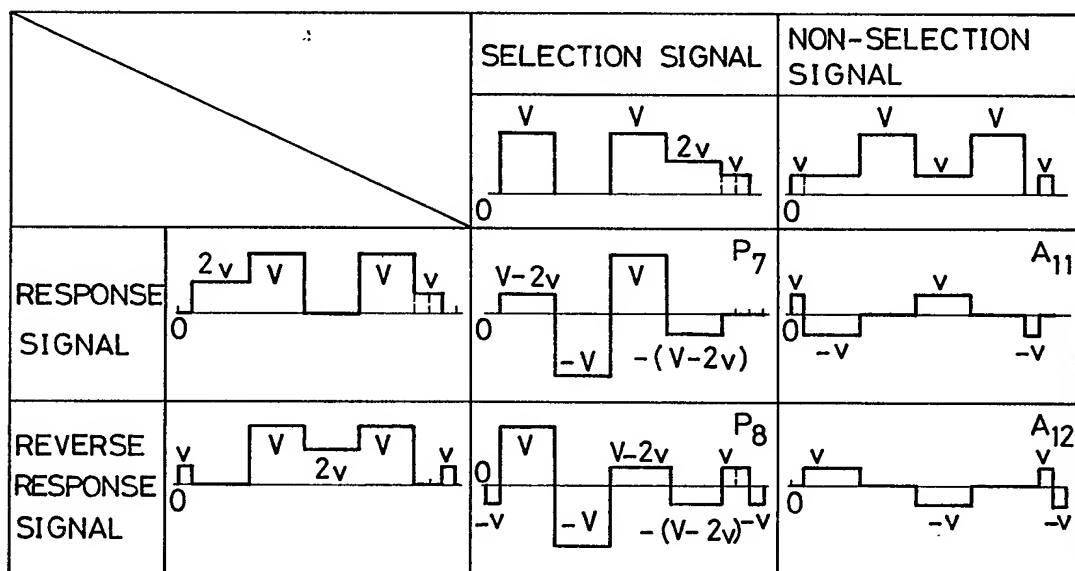 SELECTION SIGNAL
NON-SELECTION
SIGNAL
V V 2v v
0
v V v V v
0
RESPONSE
SIGNAL
2v V V v
0
P7
V-2v V
0
-V -(V-2v)
A11
v v
0
-v -v
REVERSE
RESPONSE
SIGNAL
v V V v
2v
0
P8
V V-2v v
0
-v -V -(V-2v) -v
A12
v v
0
-v -v